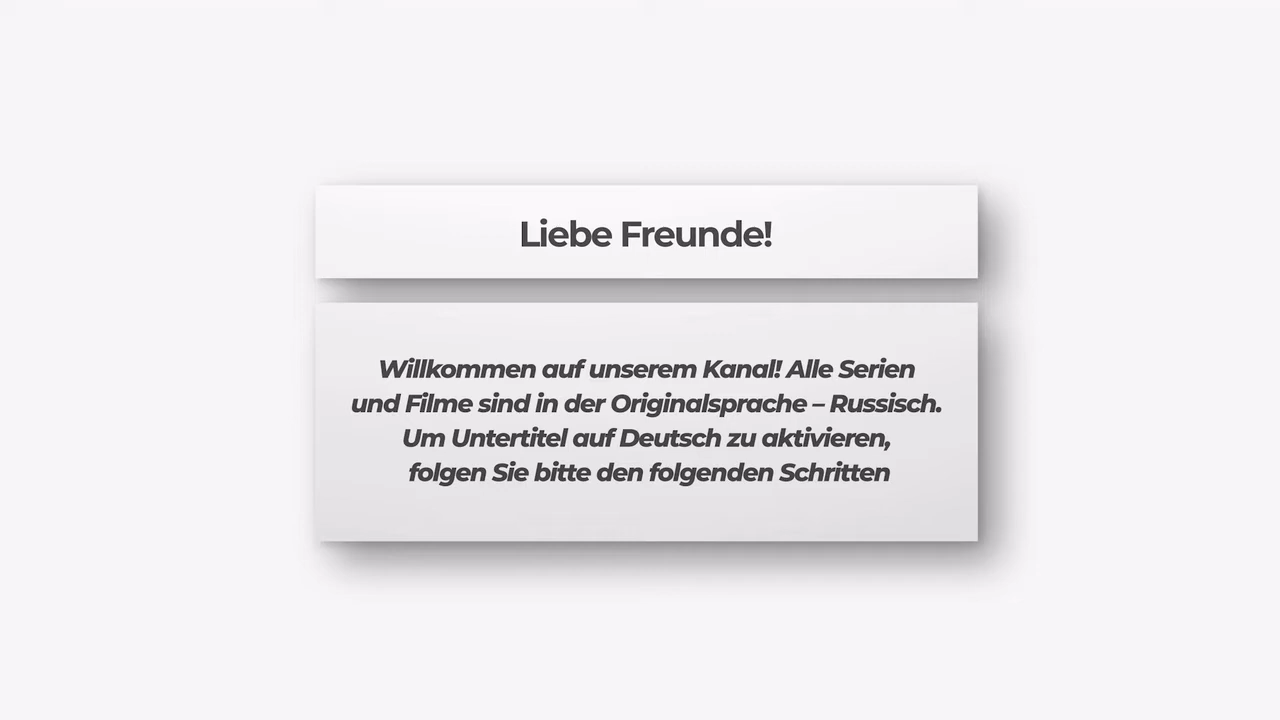 Liebe Freunde!
Willkommen auf unserem Kanal! Alle Serien
und Filme sind in der Originalsprache – Russisch.
Um Untertitel auf Deutsch zu aktivieren,
folgen Sie bitte den folgenden Schritten